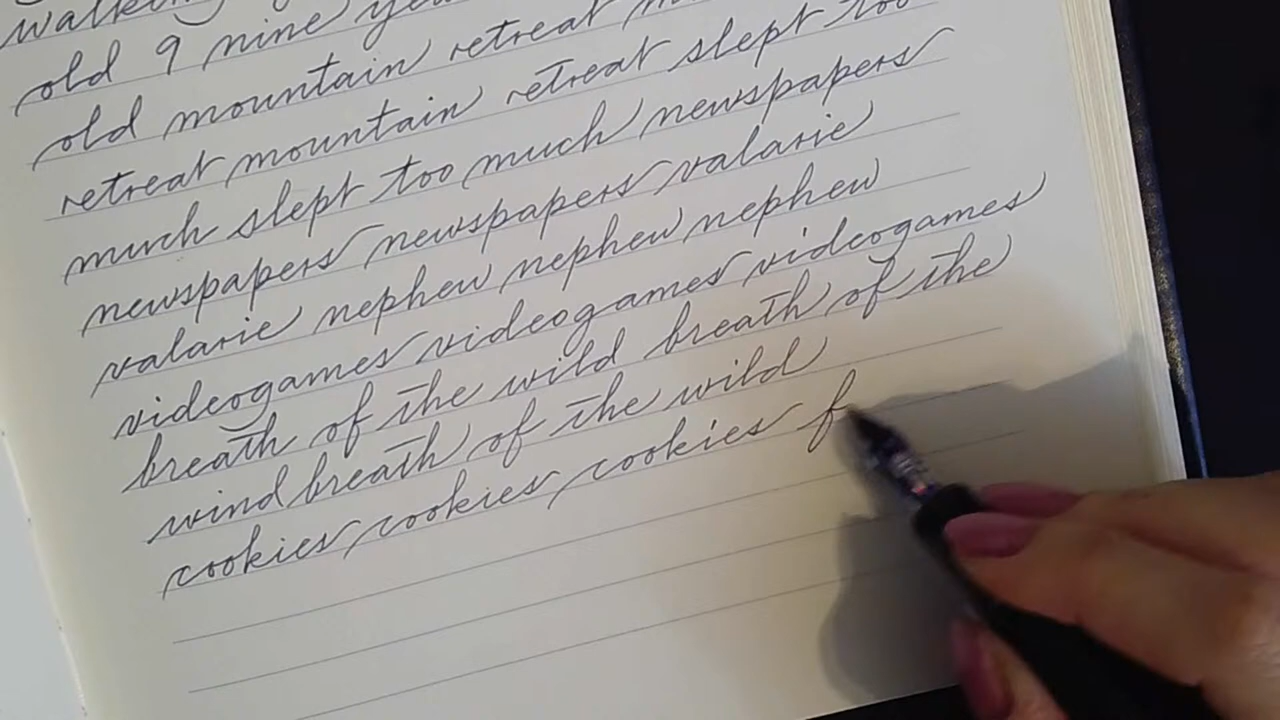 walking
old 9 nine
old mountain retreat
retreat mountain retreat slept too
much slept too much newspapers
newspapers newspapers valarie
valarie nephew nephew nephew
videogames videogames videogames
breath of the wild breath of the
wind breath of the wild
cookies cookies cookies f